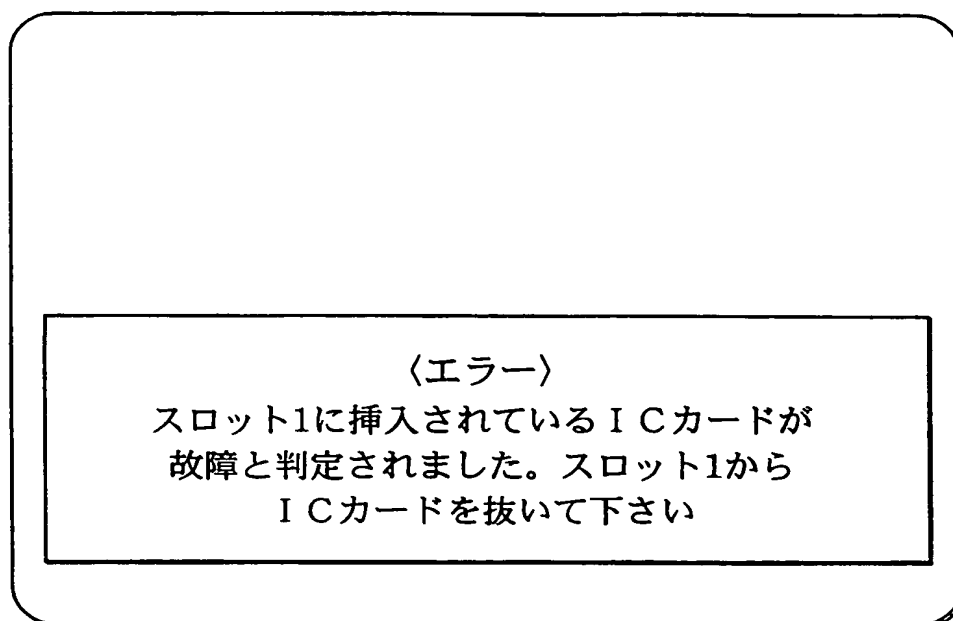 〈エラー〉
スロット1に挿入されているＩＣカードが
故障と判定されました。スロット1から
ＩＣカードを抜いて下さい